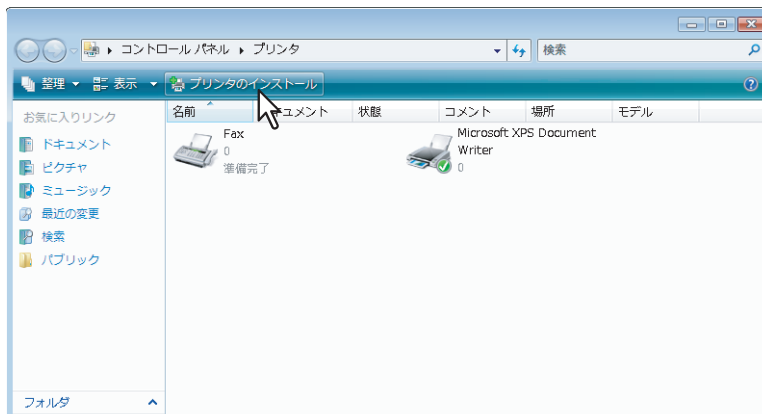 コントロール パネル プリンタ 検索
整理 表示 プリンタのインストール
お気に入りリンク
ドキュメント
ピクチャ
ミュージック
最近の変更
検索
パブリック
フォルダ
名前 キュメント 状態 コメント 場所 モデル
Fax
0
準備完了
Microsoft XPS Document
Writer
0